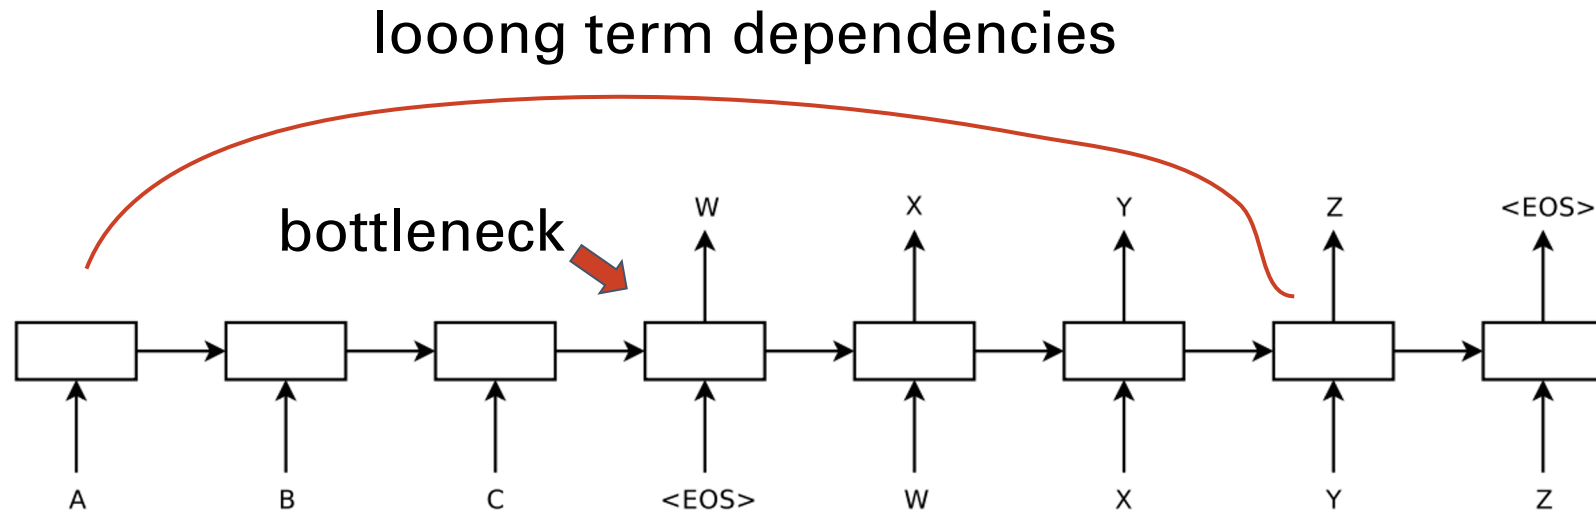 looong term dependencies
bottleneck
W X Y Z <EOS>
A B C <EOS> W X Y Z